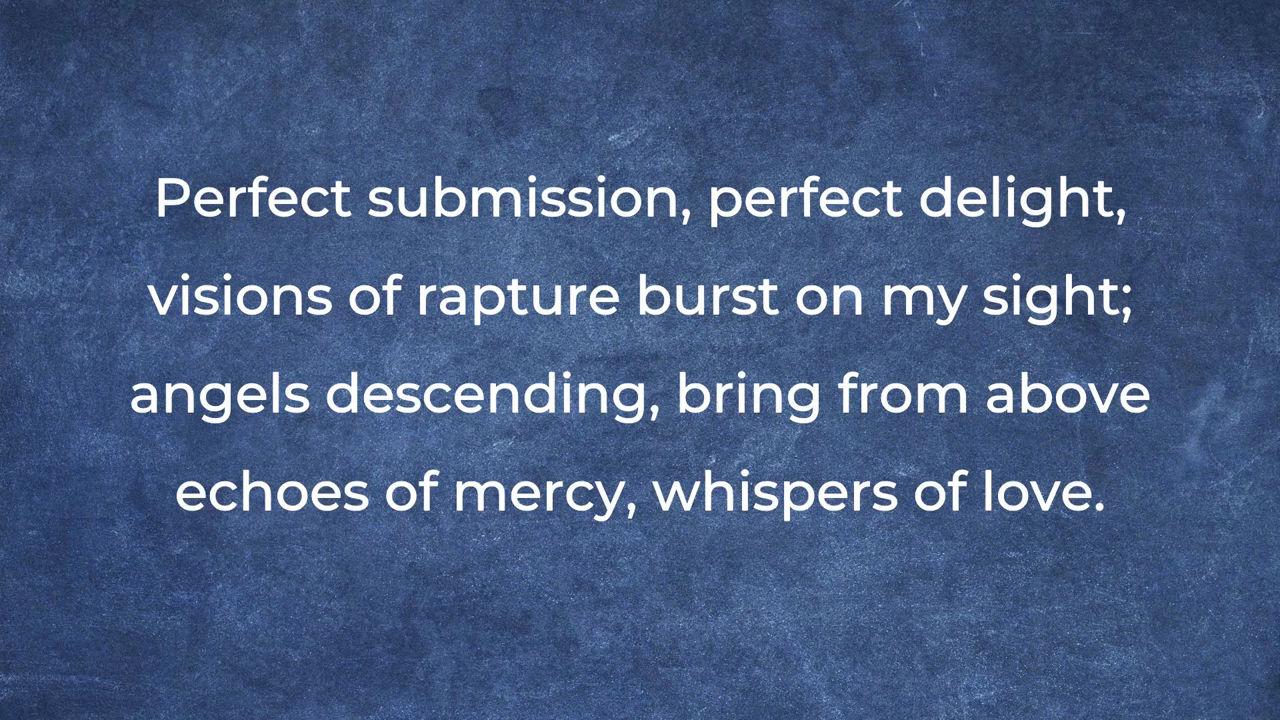 Perfect submission, perfect delight,
visions of rapture burst on my sight;
angels descending, bring from above
echoes of mercy, whispers of love.